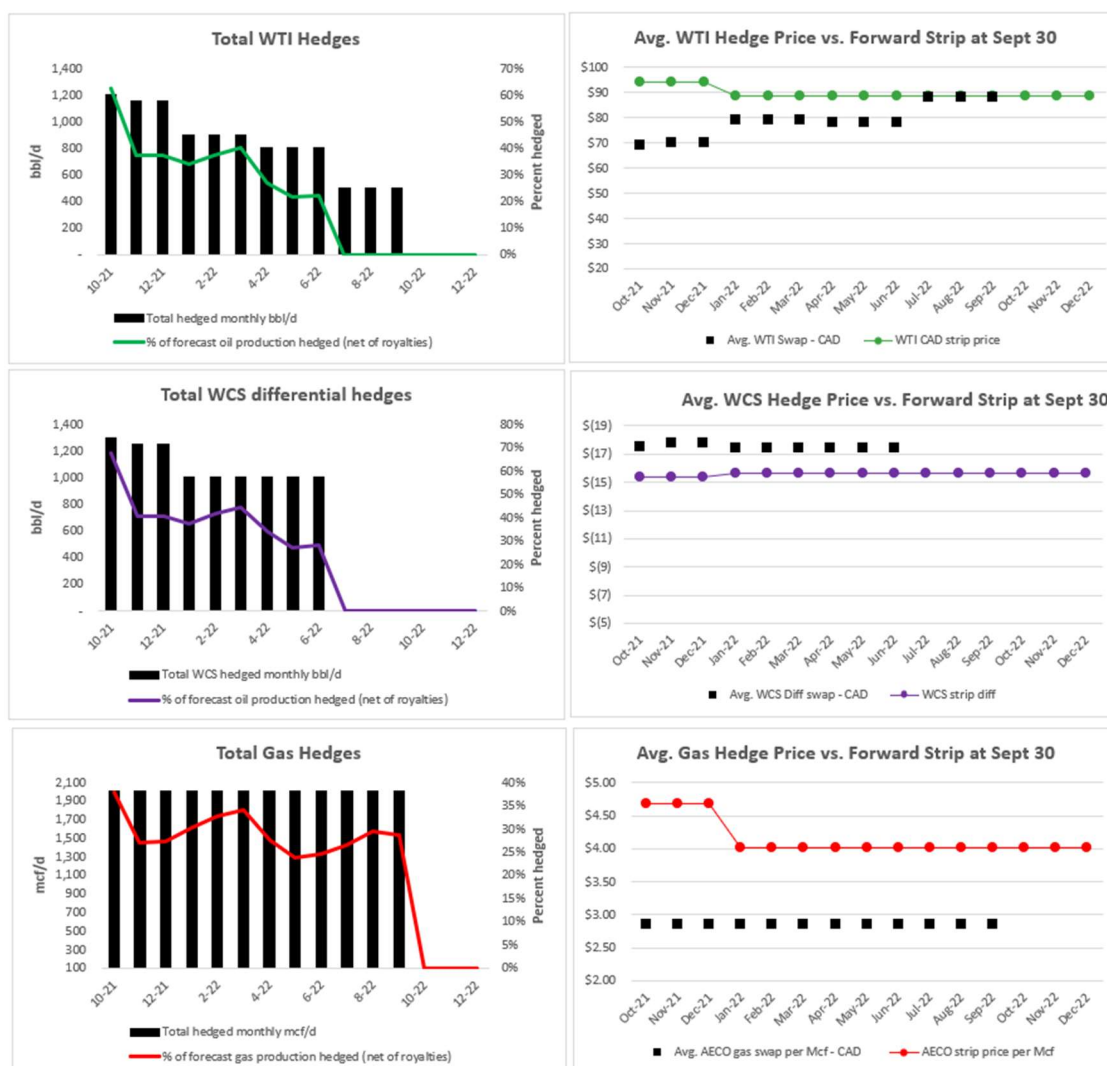 Total WTI Hedges
1,400
1,200
1,000
800
600
400
200
-
bbl/d
70%
60%
50%
40%
30%
20%
10%
0%
Percent hedged
10-21
12-21
2-22
4-22
6-22
8-22
10-22
12-22
Total hedged monthly bbl/d
% of forecast oil production hedged (net of royalties)
Avg. WTI Hedge Price vs. Forward Strip at Sept 30
$100
$90
$80
$70
$60
$50
$40
$30
$20
Oct-21
Nov-21
Dec-21
Jan-22
Feb-22
Mar-22
Apr-22
May-22
Jun-22
Jul-22
Aug-22
Sep-22
Oct-22
Nov-22
Dec-22
Avg. WTI Swap - CAD
WTI CAD strip price
Total WCS differential hedges
1,400
1,200
1,000
800
600
400
200
-
bbl/d
80%
70%
60%
50%
40%
30%
20%
10%
0%
Percent hedged
10-21
12-21
2-22
4-22
6-22
8-22
10-22
12-22
Total WCS hedged monthly bbl/d
% of forecast oil production hedged (net of royalties)
Avg. WCS Hedge Price vs. Forward Strip at Sept 30
$(19)
$(17)
$(15)
$(13)
$(11)
$(9)
$(7)
$(5)
Oct-21
Nov-21
Dec-21
Jan-22
Feb-22
Mar-22
Apr-22
May-22
Jun-22
Jul-22
Aug-22
Sep-22
Oct-22
Nov-22
Dec-22
Avg. WCS Diff swap - CAD
WCS strip diff
Total Gas Hedges
2,100
1,900
1,700
1,500
1,300
1,100
900
700
500
300
100
mcf/d
40%
35%
30%
25%
20%
15%
10%
5%
0%
Percent hedged
10-21
12-21
2-22
4-22
6-22
8-22
10-22
12-22
Total hedged monthly mcf/d
% of forecast gas production hedged (net of royalties)
Avg. Gas Hedge Price vs. Forward Strip at Sept 30
$5.00
$4.50
$4.00
$3.50
$3.00
$2.50
$2.00
Oct-21
Nov-21
Dec-21
Jan-22
Feb-22
Mar-22
Apr-22
May-22
Jun-22
Jul-22
Aug-22
Sep-22
Oct-22
Nov-22
Dec-22
Avg. AECO gas swap per Mcf - CAD
AECO strip price per Mcf